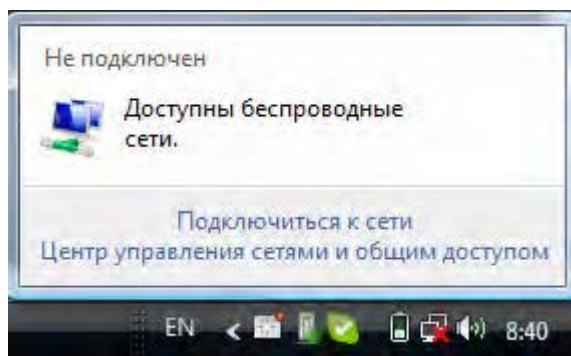 Не подключен
Доступны беспроводные
сети.
Подключиться к сети
Центр управления сетями и общим доступом
EN
8:40